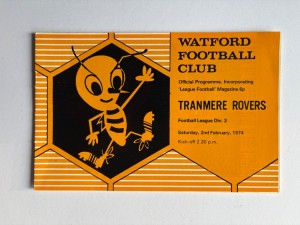 WATFORD
FOOTBALL
CLUB
Official Programme, Incorporating
'League Football' Magazine 6p
TRANMERE ROVERS
Football League Div. 3
Saturday, 2nd February, 1974
Kick-off 2.30 p.m.